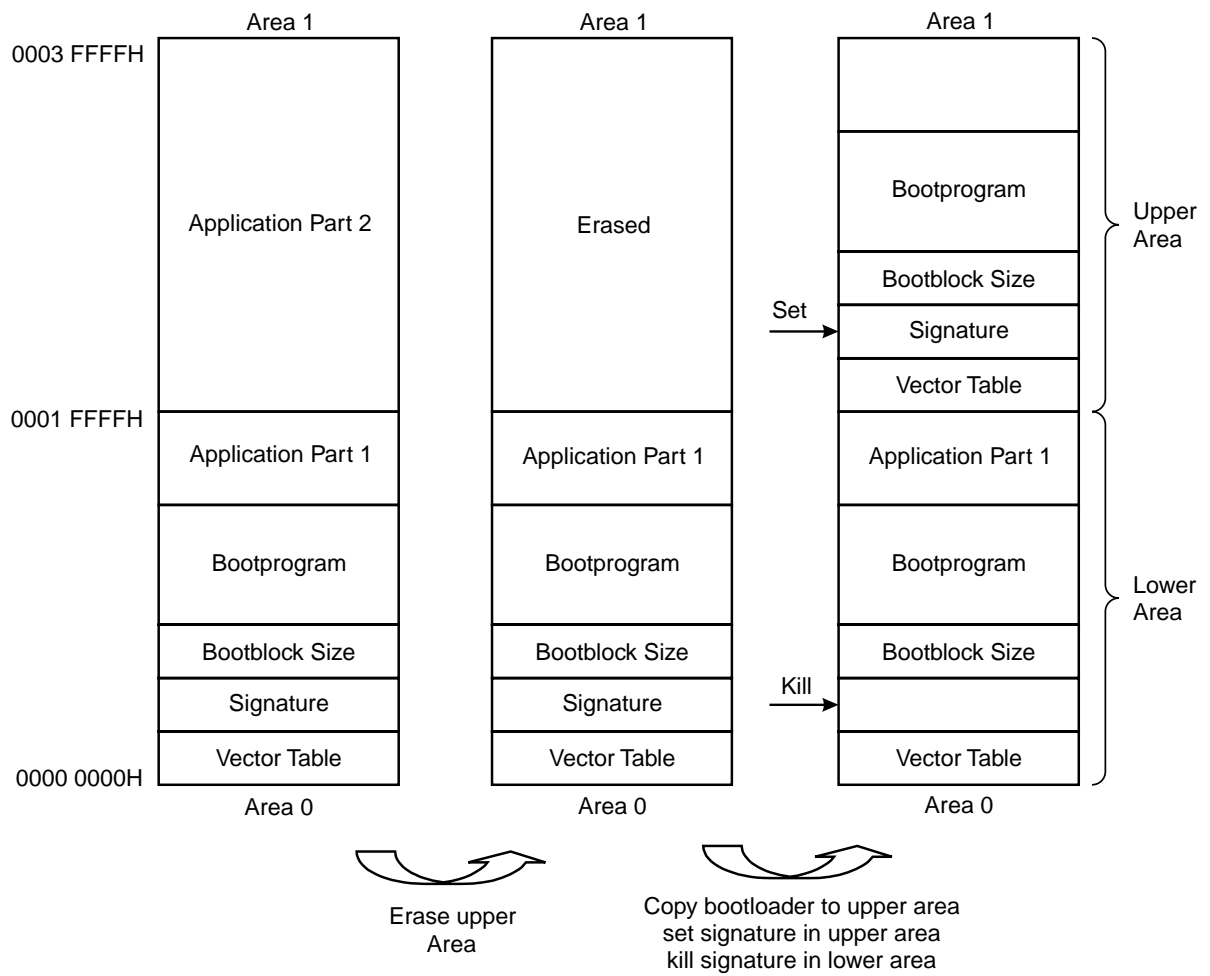 Area 1
0003 FFFFH
Application Part 2
0001 FFFFH
Application Part 1
Bootprogram
Bootblock Size
Signature
Vector Table
0000 0000H
Area 0
Area 1
Erased
Application Part 1
Bootprogram
Bootblock Size
Signature
Vector Table
Area 0
Area 1
Bootprogram
Bootblock Size
Set
Signature
Vector Table
Application Part 1
Bootprogram
Bootblock Size
Kill
Vector Table
Area 0
Upper
Area
Lower
Area
Erase upper
Area
Copy bootloader to upper area
set signature in upper area
kill signature in lower area